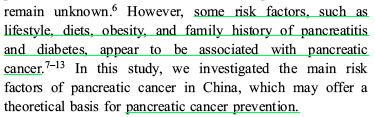 remain unknown.6 However, some risk factors, such as
lifestyle, diets, obesity, and family history of pancreatitis
and diabetes, appear to be associated with pancreatic
cancer.7–13 In this study, we investigated the main risk
factors of pancreatic cancer in China, which may offer a
theoretical basis for pancreatic cancer prevention.